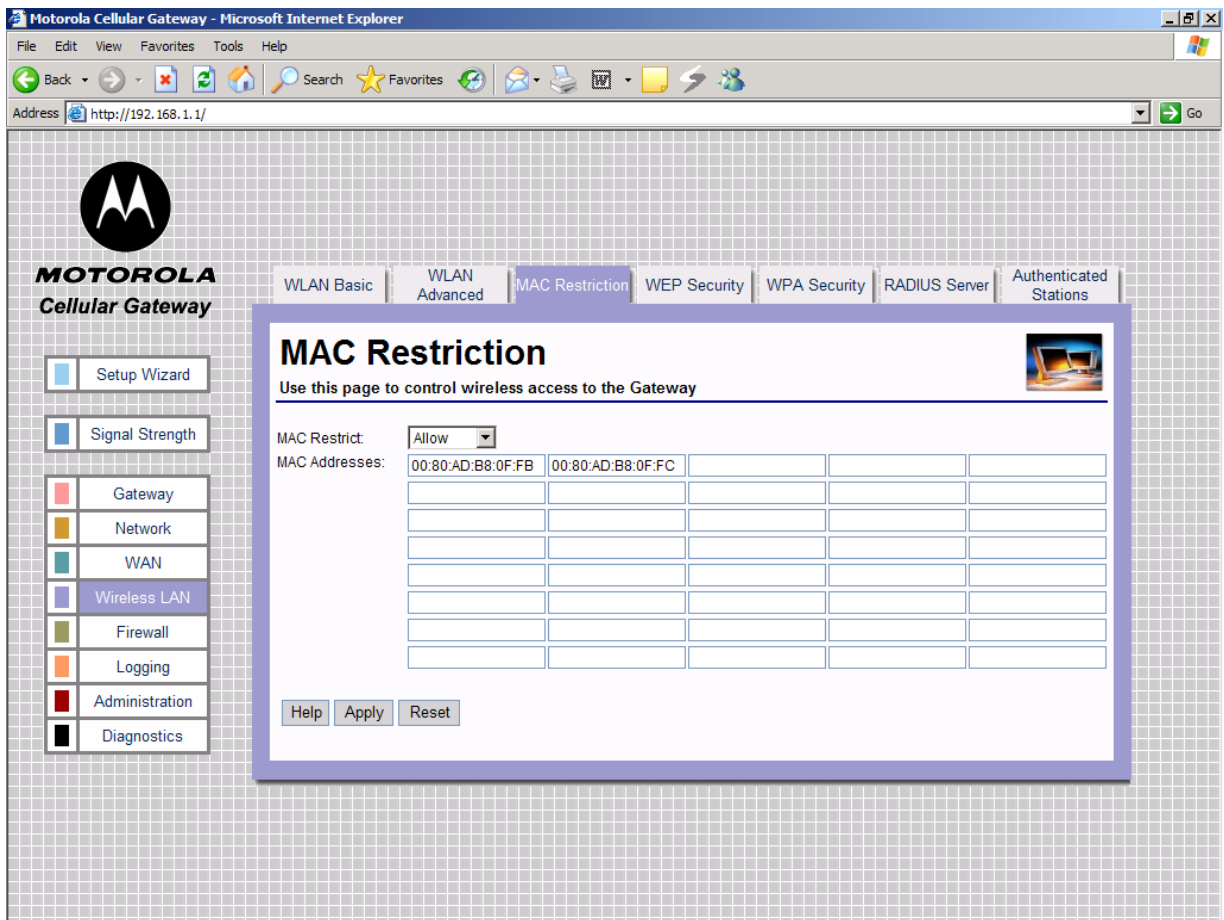 Motorola Cellular Gateway - Microsoft Internet Explorer
File Edit View Favorites Tools Help
Back Search Favorites
Address http://192.168.1.1/ Go
MOTOROLA
Cellular Gateway
WLAN Basic
WLAN Advanced
MAC Restriction
WEP Security
WPA Security
RADIUS Server
Authenticated Stations
Setup Wizard
Signal Strength
Gateway
Network
WAN
Wireless LAN
Firewall
Logging
Administration
Diagnostics
MAC Restriction
Use this page to control wireless access to the Gateway
MAC Restrict: Allow
MAC Addresses: 00:80:AD:B8:0F:FB 00:80:AD:B8:0F:FC
Help Apply Reset